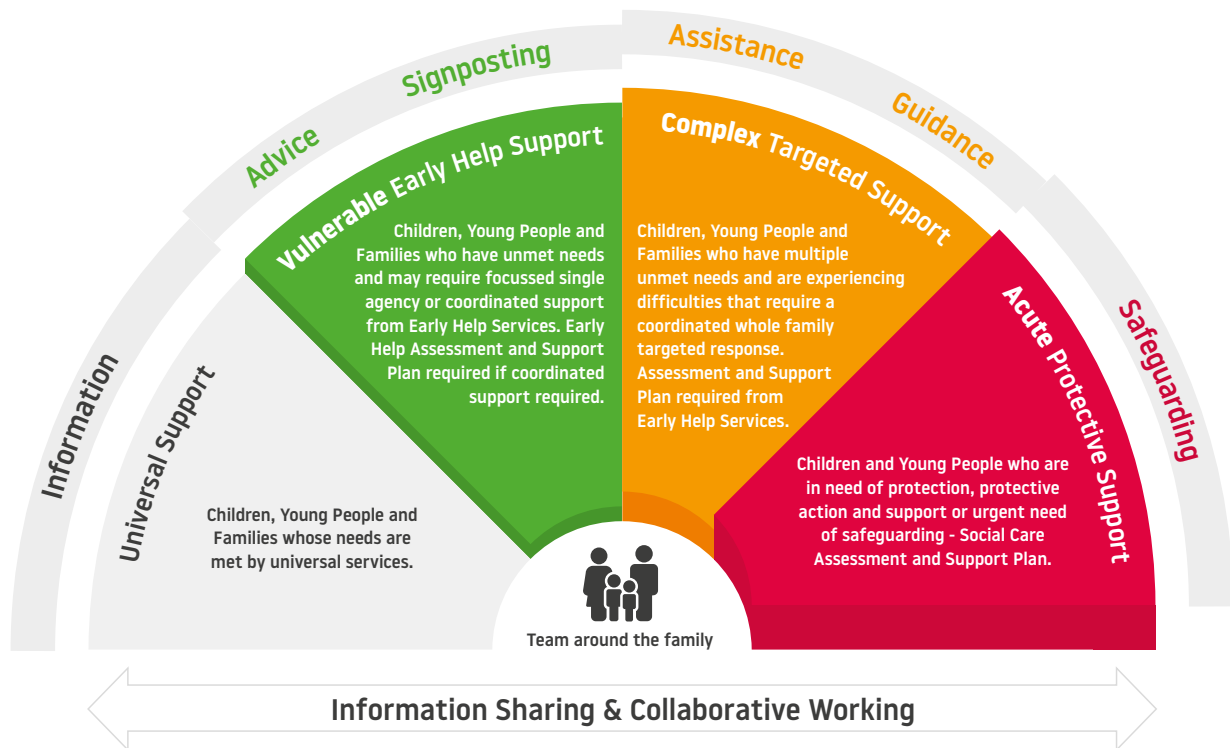 Information
Advice
Signposting
Assistance
Guidance
Safeguarding
Universal Support
Children, Young People and
Families whose needs are
met by universal services.
Vulnerable Early Help Support
Children, Young People and
Families who have unmet needs
and may require focussed single
agency or coordinated support
from Early Help Services. Early
Help Assessment and Support
Plan required if coordinated
support required.
Complex Targeted Support
Children, Young People and
Families who have multiple
unmet needs and are experiencing
difficulties that require a
coordinated whole family
targeted response.
Assessment and Support
Plan required from
Early Help Services.
Acute Protective Support
Children and Young People who are
in need of protection, protective
action and support or urgent need
of safeguarding - Social Care
Assessment and Support Plan.
Team around the family
Information Sharing & Collaborative Working